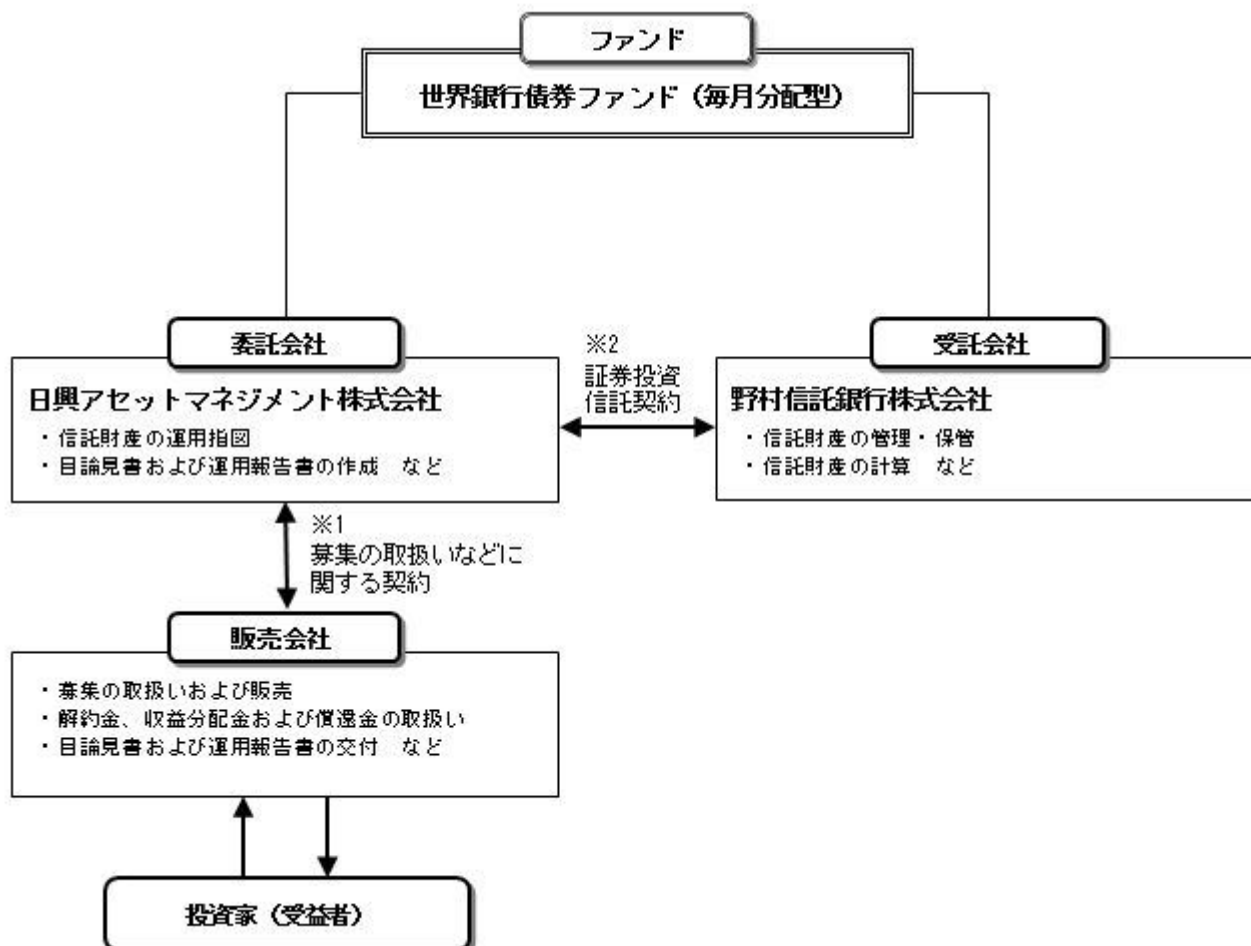 ファンド
世界銀行債券ファンド（毎月分配型）
委託会社
日興アセットマネジメント株式会社
・信託財産の運用指図
・目論見書および運用報告書の作成　など
※2
証券投資
信託契約
受託会社
野村信託銀行株式会社
・信託財産の管理・保管
・信託財産の計算　など
※1
募集の取扱いなどに
関する契約
販売会社
・募集の取扱いおよび販売
・解約金、収益分配金および償還金の取扱い
・目論見書および運用報告書の交付　など
投資家（受益者）